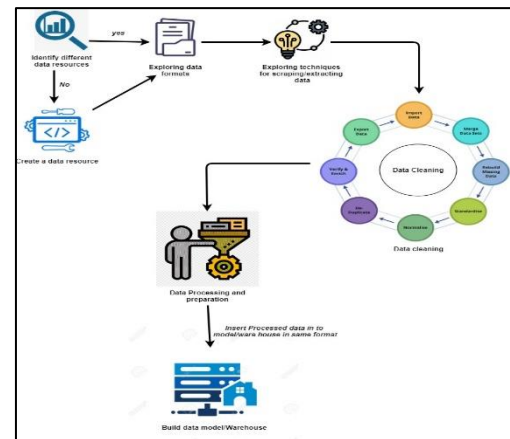 Identify different
data resources
yes
No
Create a data resource
Exploring data
formats
Exploring techniques
for scraping/extracting
data
Import
Data
Merge
Data Sets
Rebuild
Missing
Data
Standardize
Normalize
De-
Duplicate
Verify &
Enrich
Export
Data
Data Cleaning
Data cleaning
Data Processing and
preparation
Insert Processed data in to
model/ware house in same format
Build data model/Warehouse